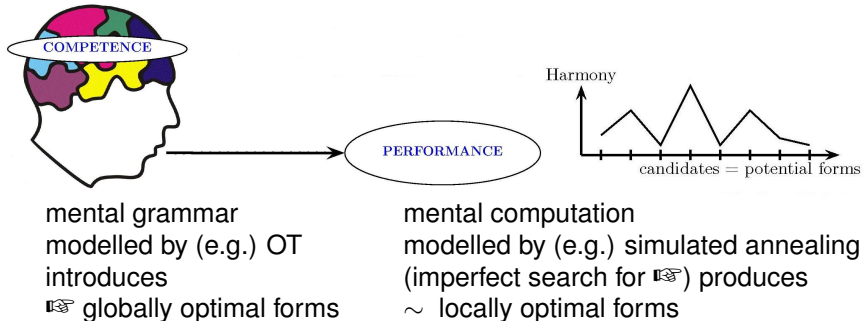 COMPETENCE
PERFORMANCE
Harmony
candidates = potential forms
mental grammar
modelled by (e.g.) OT
introduces
☞ globally optimal forms
mental computation
modelled by (e.g.) simulated annealing
(imperfect search for ☞) produces
∼ locally optimal forms